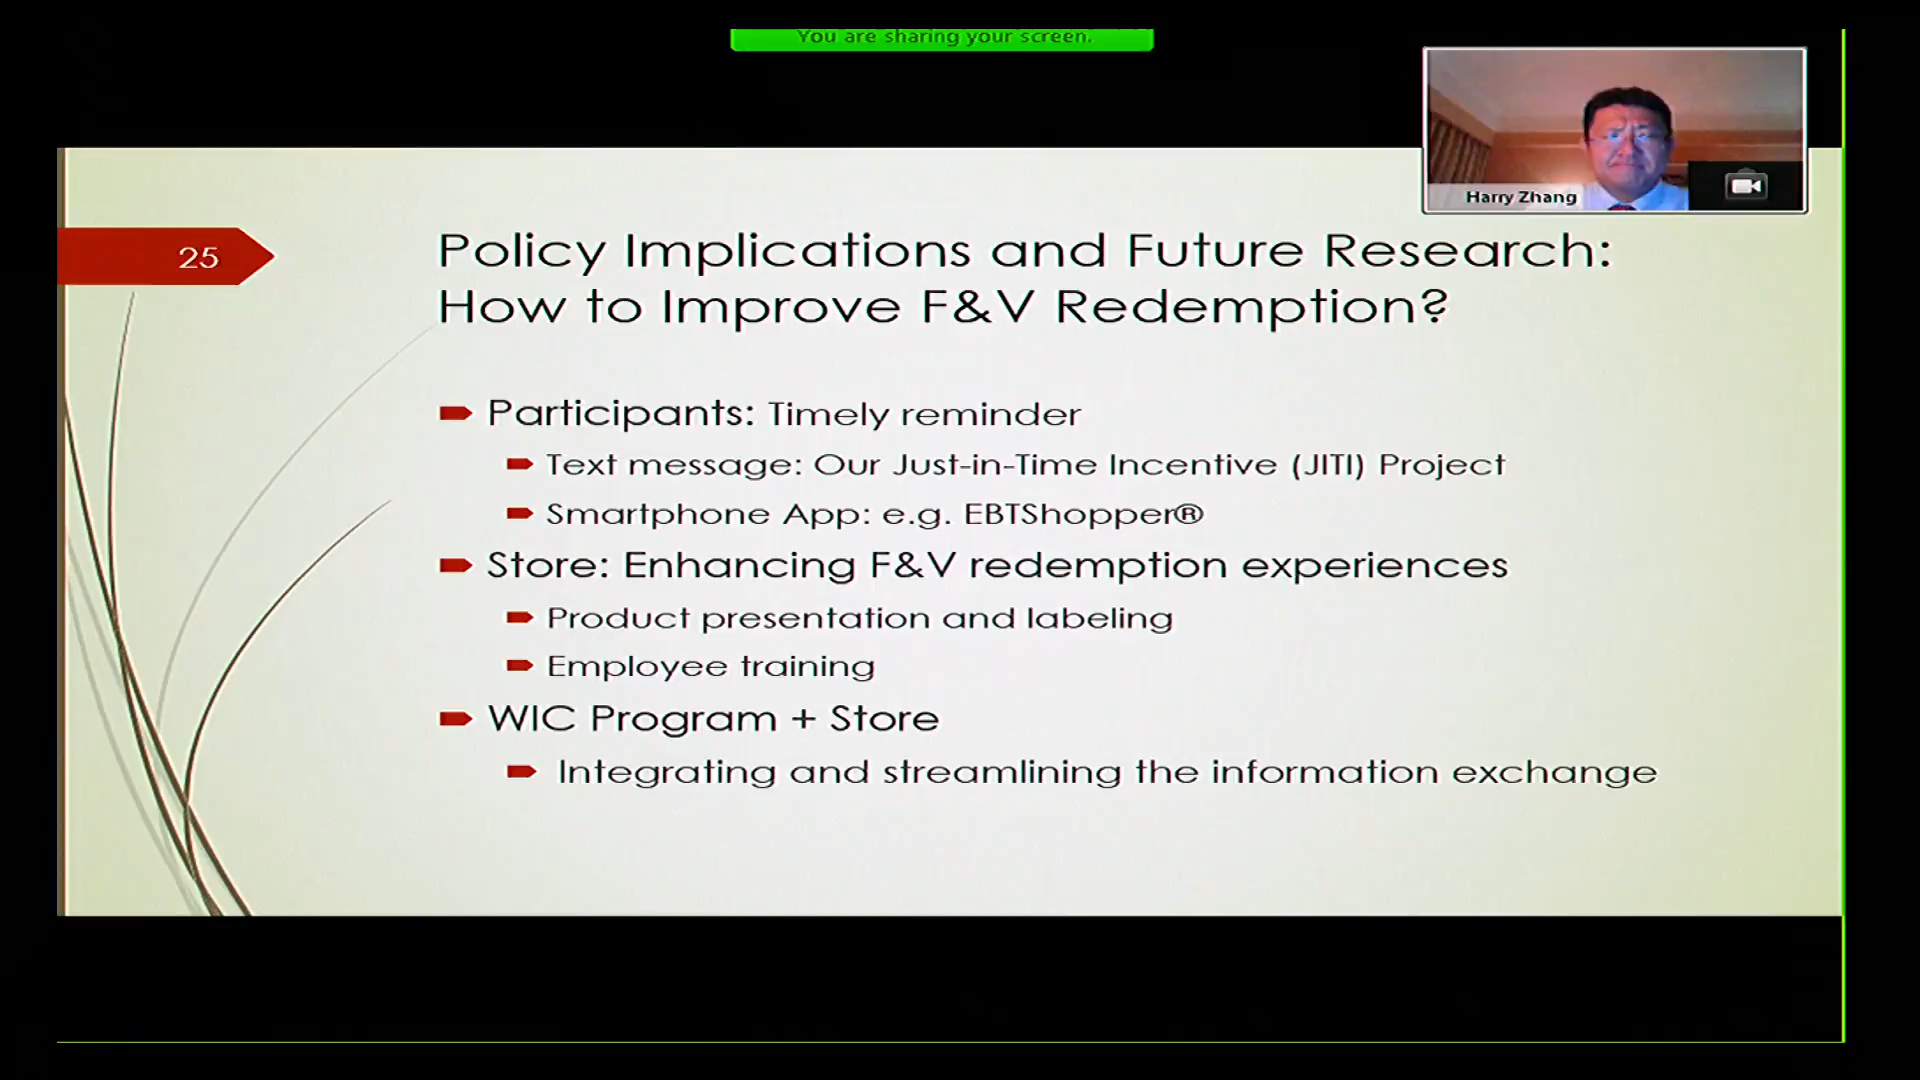 You are sharing your screen.
Harry Zhang
25
Policy Implications and Future Research:
How to Improve F&V Redemption?
Participants: Timely reminder
Text message: Our Just-in-Time Incentive (JITI) Project
Smartphone App: e.g. EBTShopper®
Store: Enhancing F&V redemption experiences
Product presentation and labeling
Employee training
WIC Program + Store
Integrating and streamlining the information exchange